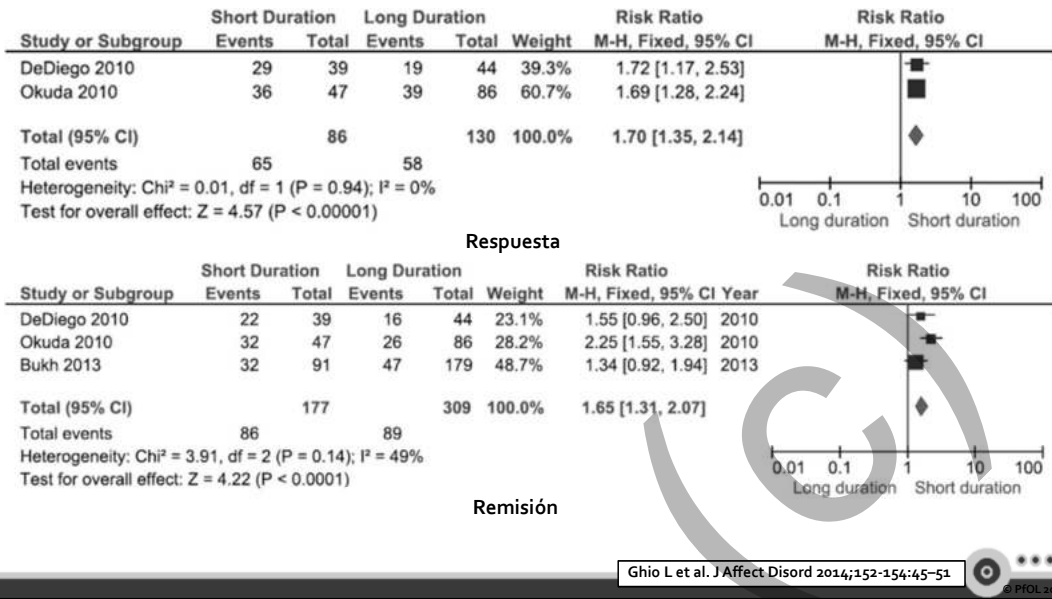 Short Duration Long Duration Risk Ratio Risk Ratio
Study or Subgroup Events Total Events Total Weight M-H, Fixed, 95% CI M-H, Fixed, 95% CI
DeDiego 2010 29 39 19 44 39.3% 1.72 [1.17, 2.53]
Okuda 2010 36 47 39 86 60.7% 1.69 [1.28, 2.24]
Total (95% CI) 86 130 100.0% 1.70 [1.35, 2.14]
Total events 65 58
Heterogeneity: Chi² = 0.01, df = 1 (P = 0.94); I² = 0%
Test for overall effect: Z = 4.57 (P < 0.00001)
0.01 0.1 1 10 100
Long duration Short duration
Respuesta
Short Duration Long Duration Risk Ratio Risk Ratio
Study or Subgroup Events Total Events Total Weight M-H, Fixed, 95% CI Year M-H, Fixed, 95% CI
DeDiego 2010 22 39 16 44 23.1% 1.55 [0.96, 2.50] 2010
Okuda 2010 32 47 26 86 28.2% 2.25 [1.55, 3.28] 2010
Bukh 2013 32 91 47 179 48.7% 1.34 [0.92, 1.94] 2013
Total (95% CI) 177 309 100.0% 1.65 [1.31, 2.07]
Total events 86 89
Heterogeneity: Chi² = 3.91, df = 2 (P = 0.14); I² = 49%
Test for overall effect: Z = 4.22 (P < 0.0001)
0.01 0.1 1 10 100
Long duration Short duration
Remisión
(c)
Ghio L et al. J Affect Disord 2014;152-154:45–51
© PfOL